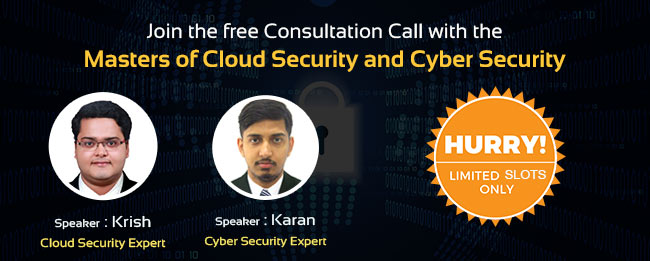 Join the free Consultation Call with the
Masters of Cloud Security and Cyber Security
HURRY!
LIMITED SLOTS
ONLY
Speaker : Krish
Cloud Security Expert
Speaker : Karan
Cyber Security Expert